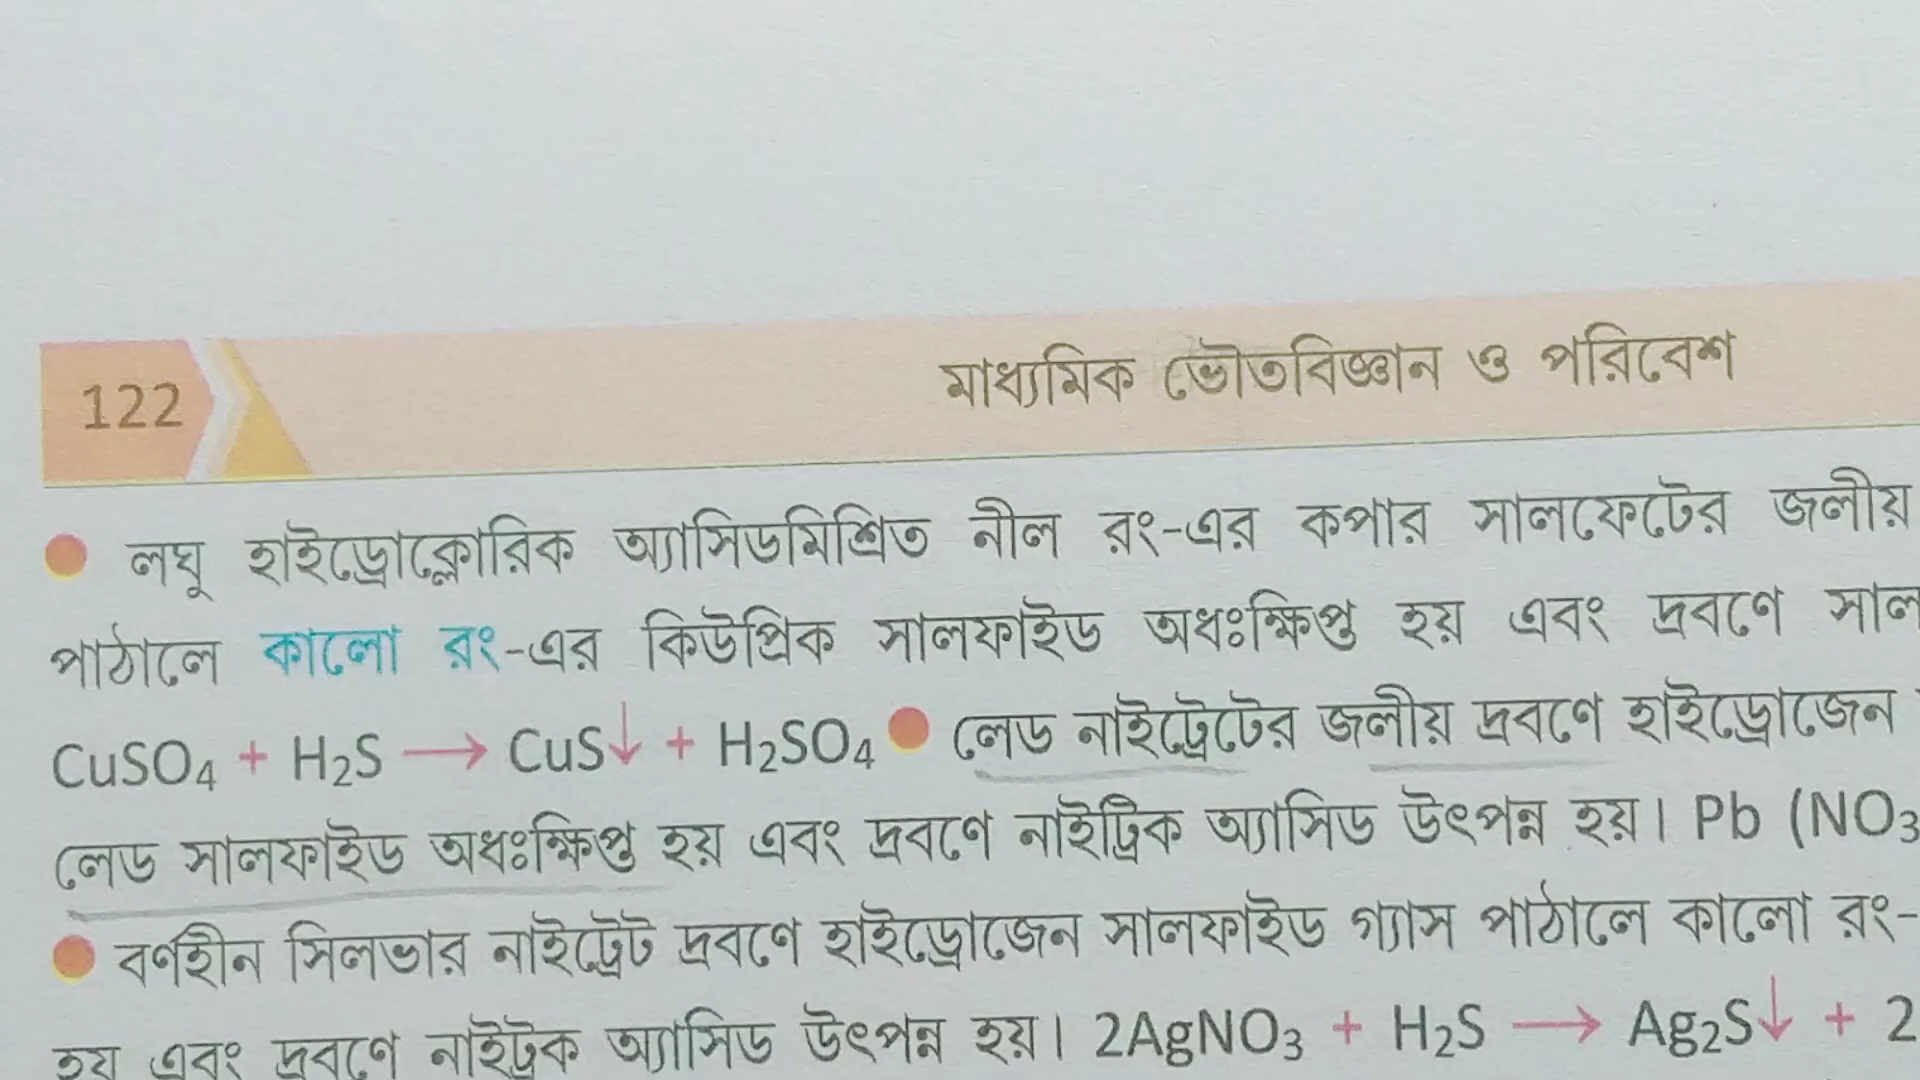 122
মাধ্যমিক ভৌতবিজ্ঞান ও পরিবেশ
● লঘু হাইড্রোক্লোরিক অ্যাসিডমিশ্রিত নীল রং-এর কপার সালফেটের জলীয়
পাঠালে কালো রং-এর কিউপ্রিক সালফাইড অধঃক্ষিপ্ত হয় এবং দ্রবণে সাল
CuSO₄ + H₂S ⟶ CuS↓ + H₂SO₄ ● লেড নাইট্রেটের জলীয় দ্রবণে হাইড্রোজেন
লেড সালফাইড অধঃক্ষিপ্ত হয় এবং দ্রবণে নাইট্রিক অ্যাসিড উৎপন্ন হয়। Pb (NO₃
● বর্ণহীন সিলভার নাইট্রেট দ্রবণে হাইড্রোজেন সালফাইড গ্যাস পাঠালে কালো রং-
হয় এবং দ্রবণে নাইট্রিক অ্যাসিড উৎপন্ন হয়। 2AgNO₃ + H₂S ⟶ Ag₂S↓ + 2